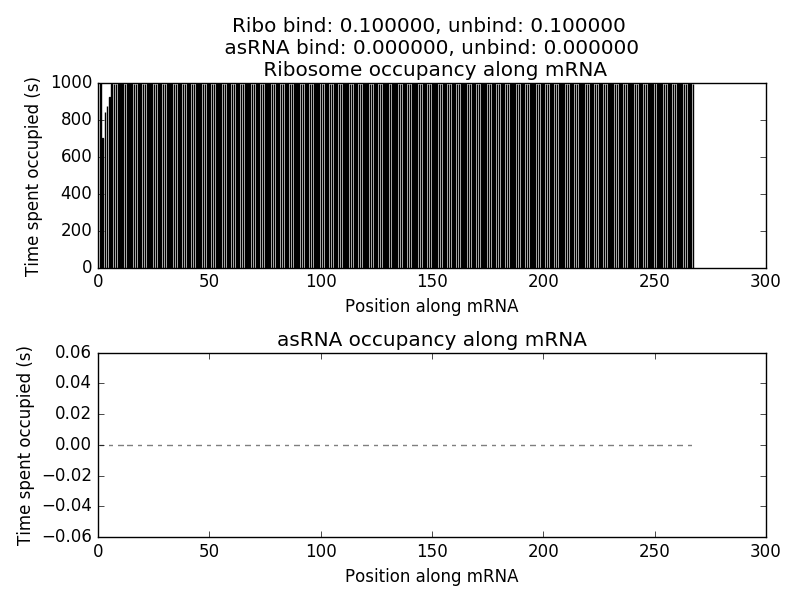 Ribo bind: 0.100000, unbind: 0.100000
asRNA bind: 0.000000, unbind: 0.000000
Ribosome occupancy along mRNA
Time spent occupied (s)
1000
800
600
400
200
0
0 50 100 150 200 250 300
Position along mRNA
asRNA occupancy along mRNA
Time spent occupied (s)
0.06
0.04
0.02
0.00
−0.02
−0.04
−0.06
0 50 100 150 200 250 300
Position along mRNA